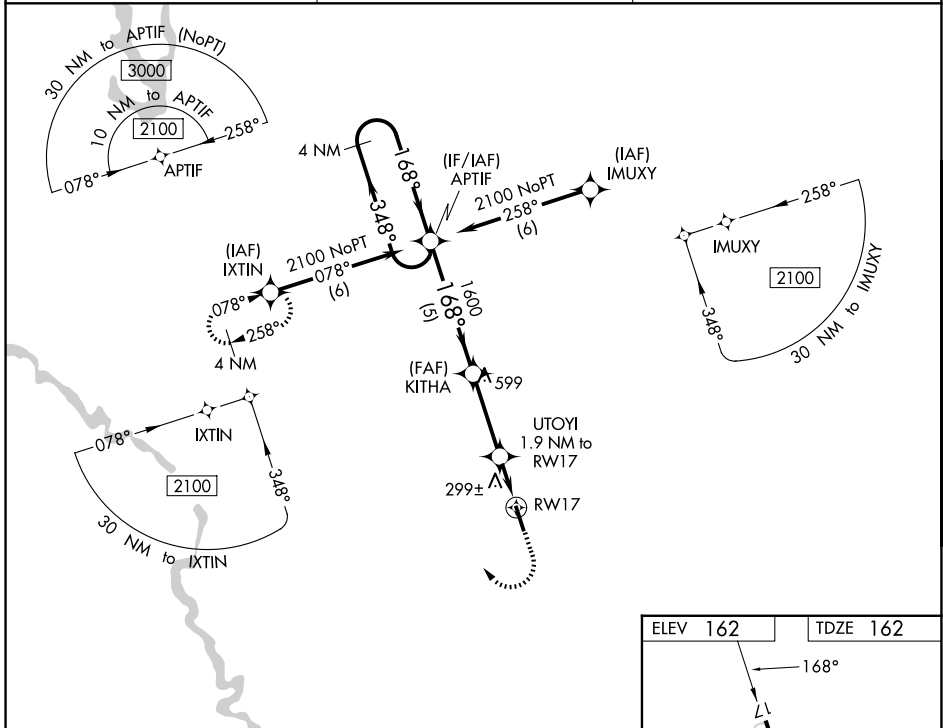 30 NM to APTIF (NoPT)
3000
10 NM to APTIF
2100
258°
078°
APTIF
4 NM
168°
348°
(IF/IAF)
APTIF
(IAF)
IMUXY
2100 NoPT
258°
(6)
(IAF)
IXTIN
2100 NoPT
078°
(6)
078°
258°
4 NM
1600
168°
(5)
258°
IMUXY
2100
348°
30 NM to IMUXY
(FAF)
KITHA
599
UTOYI
1.9 NM to
RW17
299±
RW17
078°
IXTIN
348°
2100
30 NM to IXTIN
ELEV 162
TDZE 162
168°
17